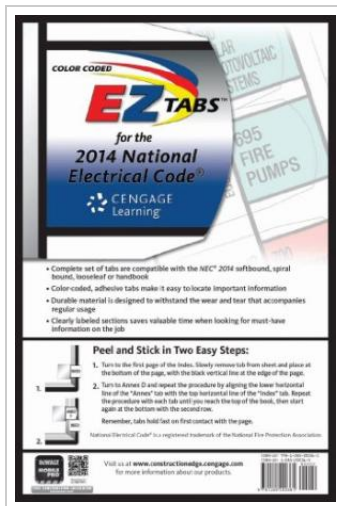 COLOR CODED
EZ TABS™
for the
2014 National
Electrical Code®
CENGAGE
Learning®
LAR
OTOVOLTAIC
STEMS
695
FIRE
PUMPS
• Complete set of tabs are compatible with the NEC® 2014 softbound, spiral
bound, looseleaf or handbook
• Color-coded, adhesive tabs make it easy to locate important information
• Durable material is designed to withstand the wear and tear that accompanies
regular usage
• Clearly labeled sections saves valuable time when looking for must-have
information on the job
Peel and Stick in Two Easy Steps:
1. Turn to the first page of the Index. Slowly remove tab from sheet and place at
the bottom of the page, with the black vertical line at the edge of the page.
2. Turn to Annex D and repeat the procedure by aligning the lower horizontal
line of the "Annex" tab with the top horizontal line of the "Index" tab. Repeat
the procedure with each tab until you reach the top of the book, then start
again at the bottom with the second row.
Remember, tabs hold best on first contact with the page.
1.
2.
National Electrical Code® is a registered trademark of the National Fire Protection Association.
Visit us at www.constructionedge.cengage.com
for more information about our products.